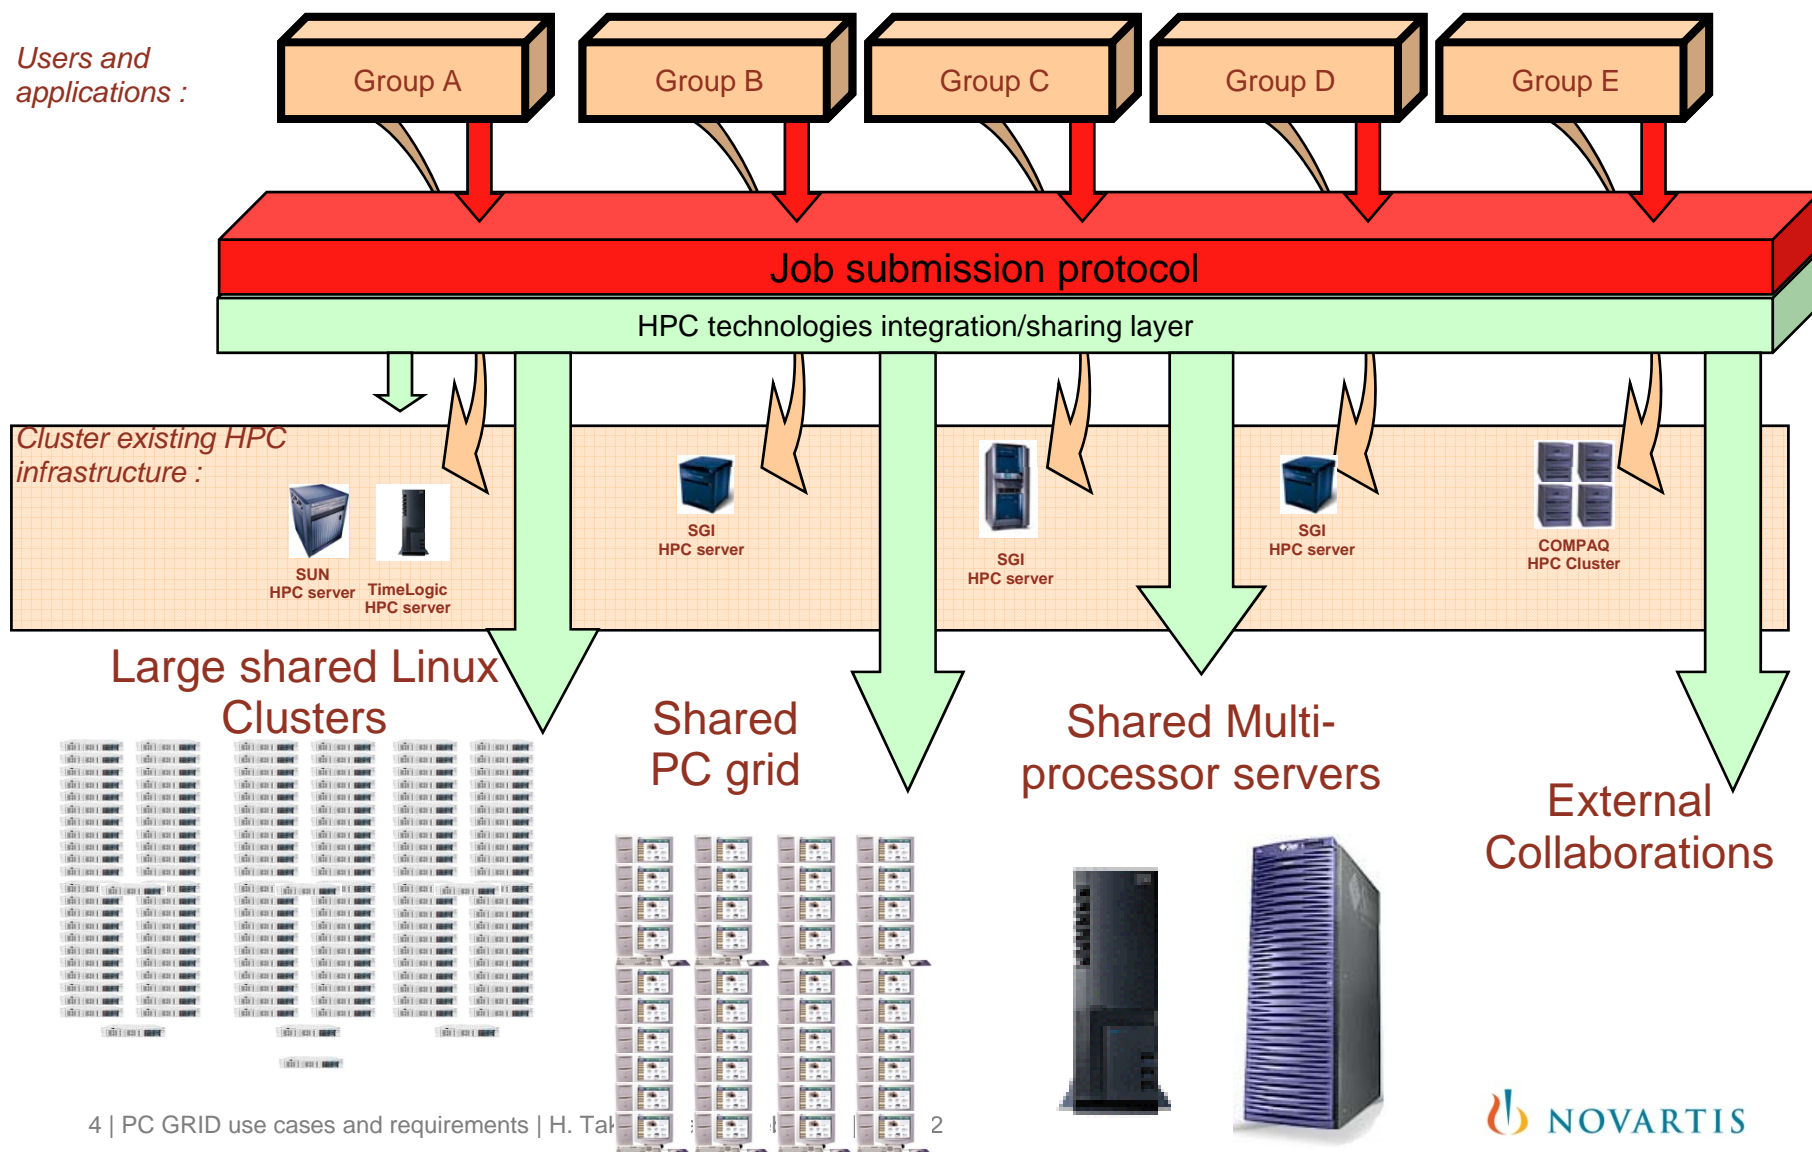 Users and
applications :
Group A
Group B
Group C
Group D
Group E
Job submission protocol
HPC technologies integration/sharing layer
Cluster existing HPC
infrastructure :
SUN
HPC server
TimeLogic
HPC server
SGI
HPC server
SGI
HPC server
SGI
HPC server
COMPAQ
HPC Cluster
Large shared Linux
Clusters
Shared
PC grid
Shared Multi-
processor servers
External
Collaborations
4 | PC GRID use cases and requirements | H.
NOVARTIS